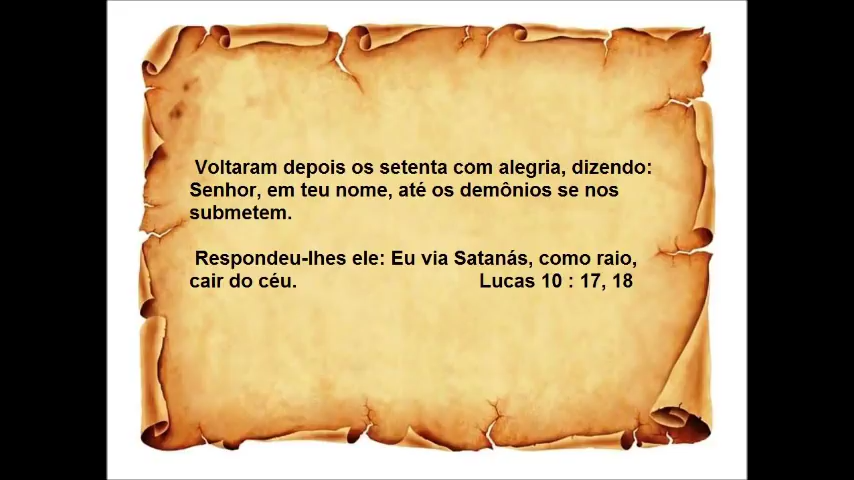 Voltaram depois os setenta com alegria, dizendo:
Senhor, em teu nome, até os demônios se nos
submetem.
Respondeu-lhes ele: Eu via Satanás, como raio,
cair do céu. Lucas 10 : 17, 18